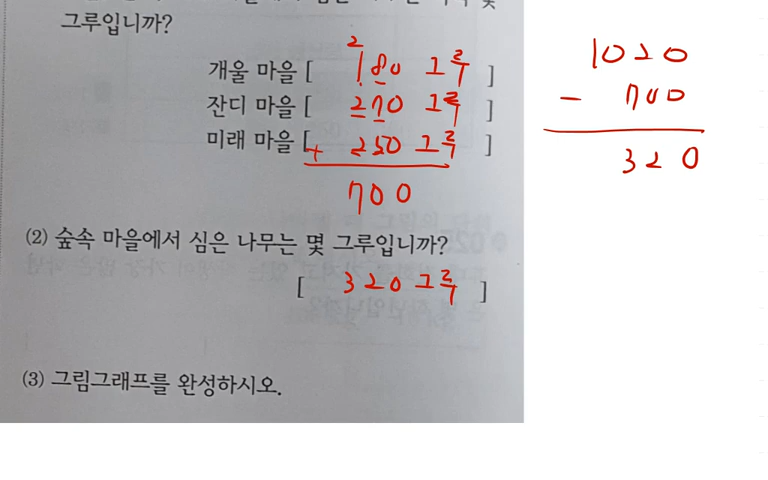 그루입니까?
개울 마을 [ 180 그루 ]
잔디 마을 [ 270 그루 ]
미래 마을 [ + 250 그루 ]
700
2
1020
- 700
320
(2) 숲속 마을에서 심은 나무는 몇 그루입니까?
[ 320 그루 ]
(3) 그림그래프를 완성하시오.